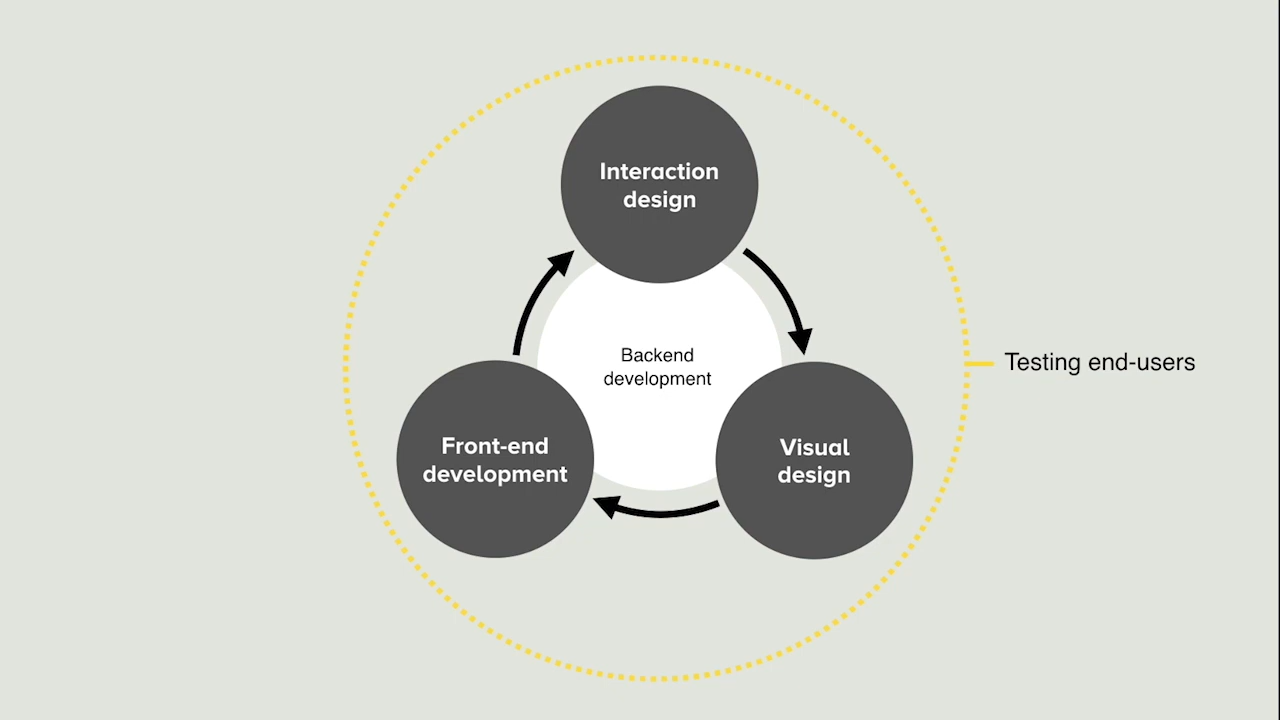 Interaction
design
Backend
development
Testing end-users
Front-end
development
Visual
design